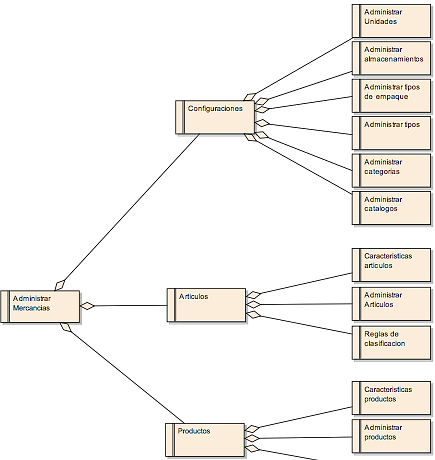 Administrar
Unidades
Administrar
almacenamientos
Administrar tipos
de empaque
Configuraciones
Administrar tipos
Administrar
categorias
Administrar
catalogos
Caracteristicas
articulos
Administrar
Mercancias
Articulos
Administrar
Articulos
Reglas de
clasificacion
Caracteristicas
productos
Productos
Administrar
productos